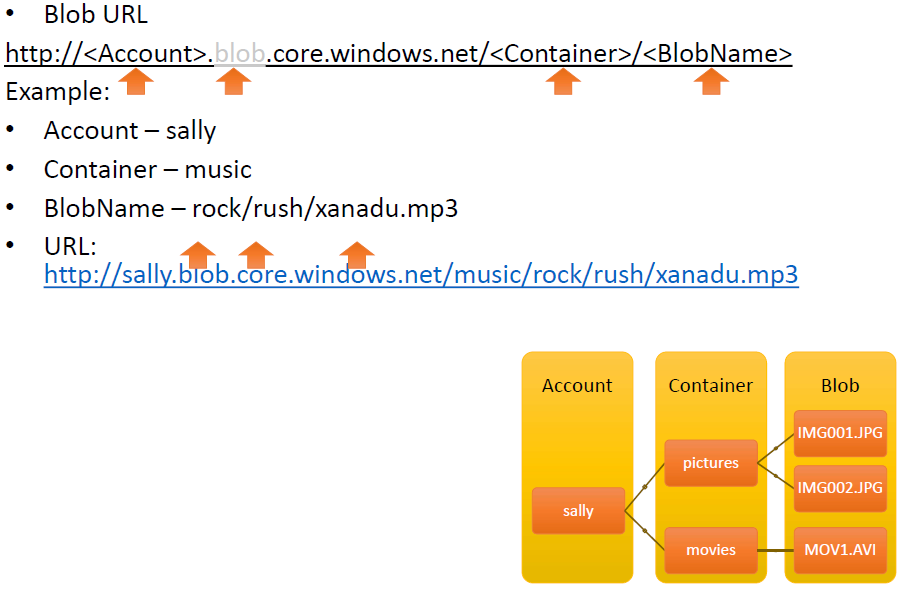 • Blob URL
http://<Account>.blob.core.windows.net/<Container>/<BlobName>
Example:
• Account – sally
• Container – music
• BlobName – rock/rush/xanadu.mp3
• URL:
http://sally.blob.core.windows.net/music/rock/rush/xanadu.mp3
Account
Container
Blob
sally
pictures
movies
IMG001.JPG
IMG002.JPG
MOV1.AVI